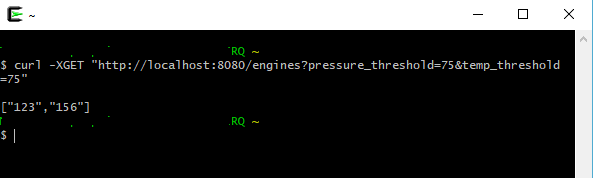 ~
RQ ~
$ curl -XGET "http://localhost:8080/engines?pressure_threshold=75&temp_threshold
=75"
["123","156"]
RQ ~
$